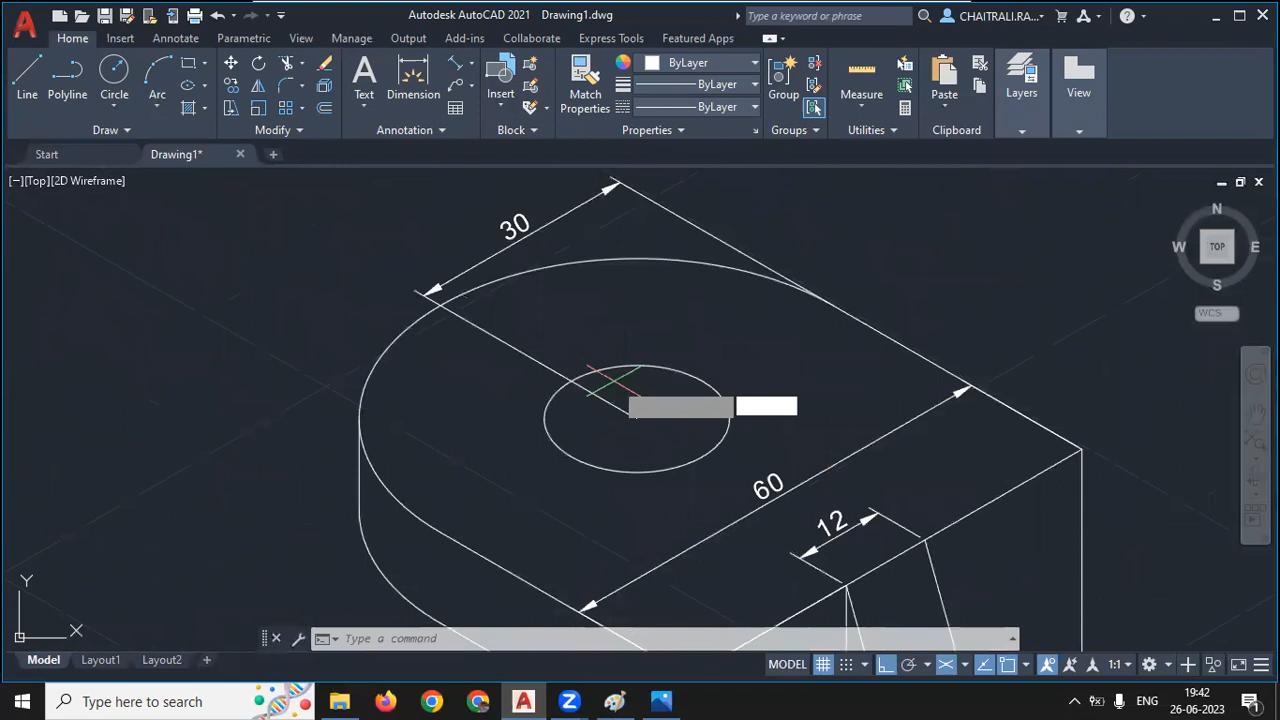 Autodesk AutoCAD 2021 Drawing1.dwg
Type a keyword or phrase
CHAITRALI.RA...
Home Insert Annotate Parametric View Manage Output Add-ins Collaborate Express Tools Featured Apps
Line Polyline Circle Arc
Text Dimension
Insert
Match Properties
ByLayer
ByLayer
ByLayer
Group
Measure
Paste
Layers
View
Draw Modify Annotation Block Properties Groups Utilities Clipboard
Start Drawing1*
[−][Top][2D Wireframe]
N
W TOP E
S
WCS
30
60
12
Y
X
Type a command
Model Layout1 Layout2
MODEL 1:1
Type here to search
ENG
19:42
26-06-2023
1